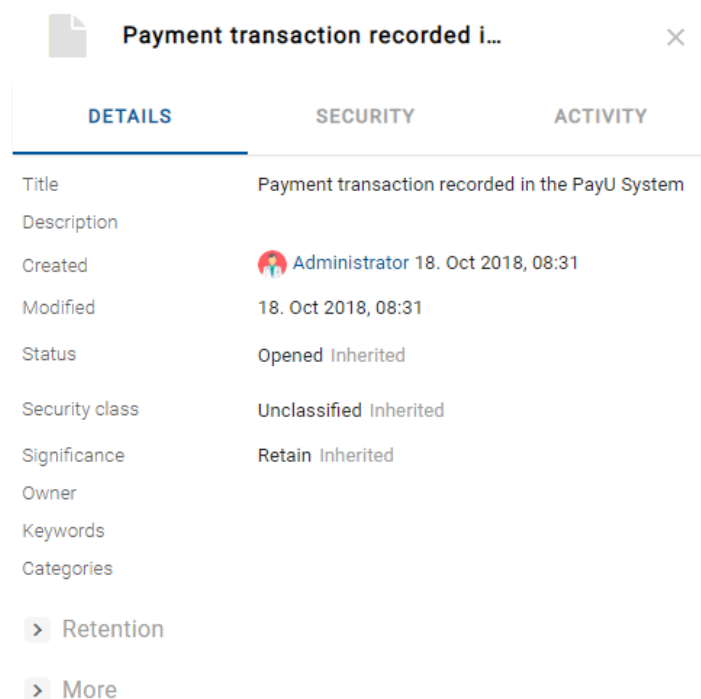 Payment transaction recorded i...
DETAILS SECURITY ACTIVITY
Title Payment transaction recorded in the PayU System
Description
Created Administrator 18. Oct 2018, 08:31
Modified 18. Oct 2018, 08:31
Status Opened Inherited
Security class Unclassified Inherited
Significance Retain Inherited
Owner
Keywords
Categories
Retention
More